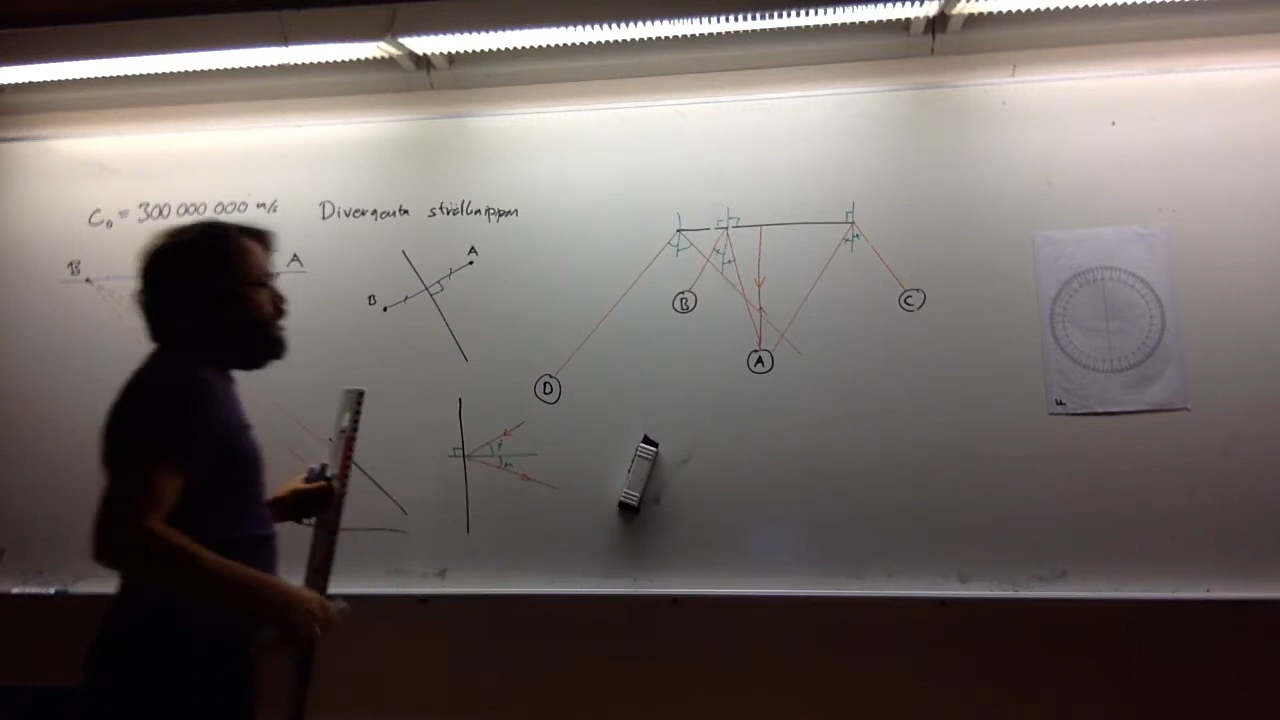 C₀ = 300 000 000 m/s
Divergenta strålknippen
B
A
B
A
B
C
A
D
i
r
F